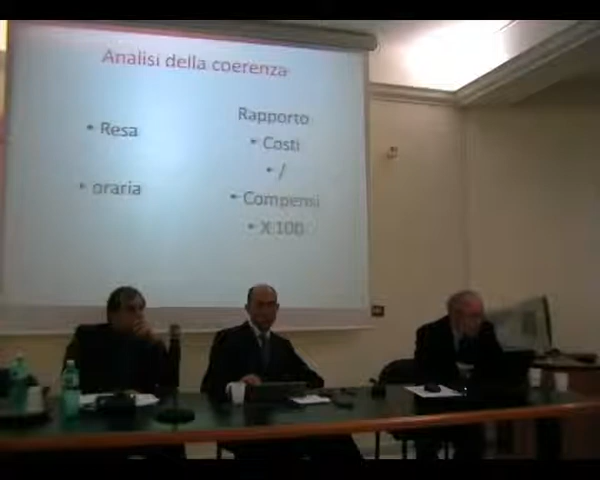 Analisi della coerenza
• Resa
• oraria
Rapporto
• Costi
• /
• Compensi
• X 100